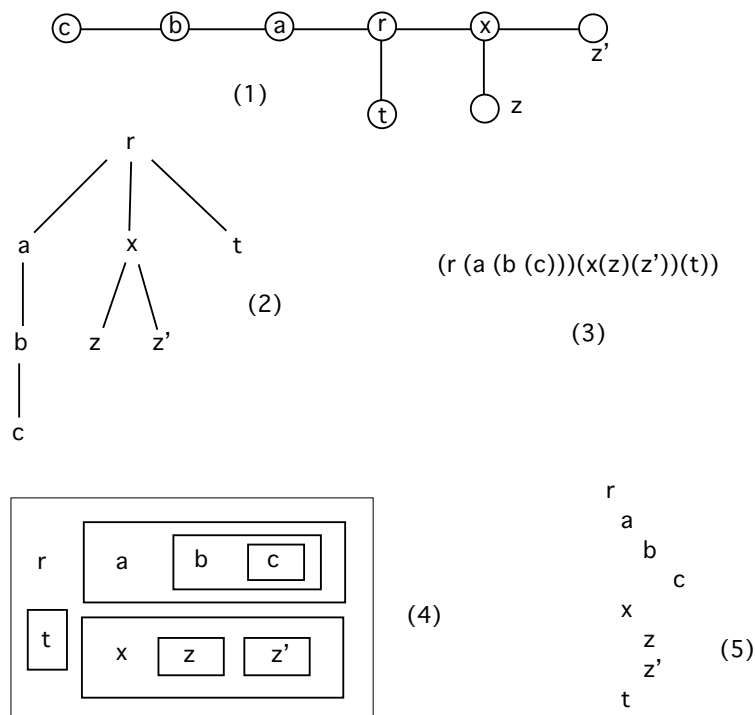 c b a r x z'
(1) t z
r
a x t
(r (a (b (c)))(x(z)(z'))(t))
(2)
b z z' (3)
c
r
r a b c a
b
c
(4) x
t x z z' z (5)
z'
t